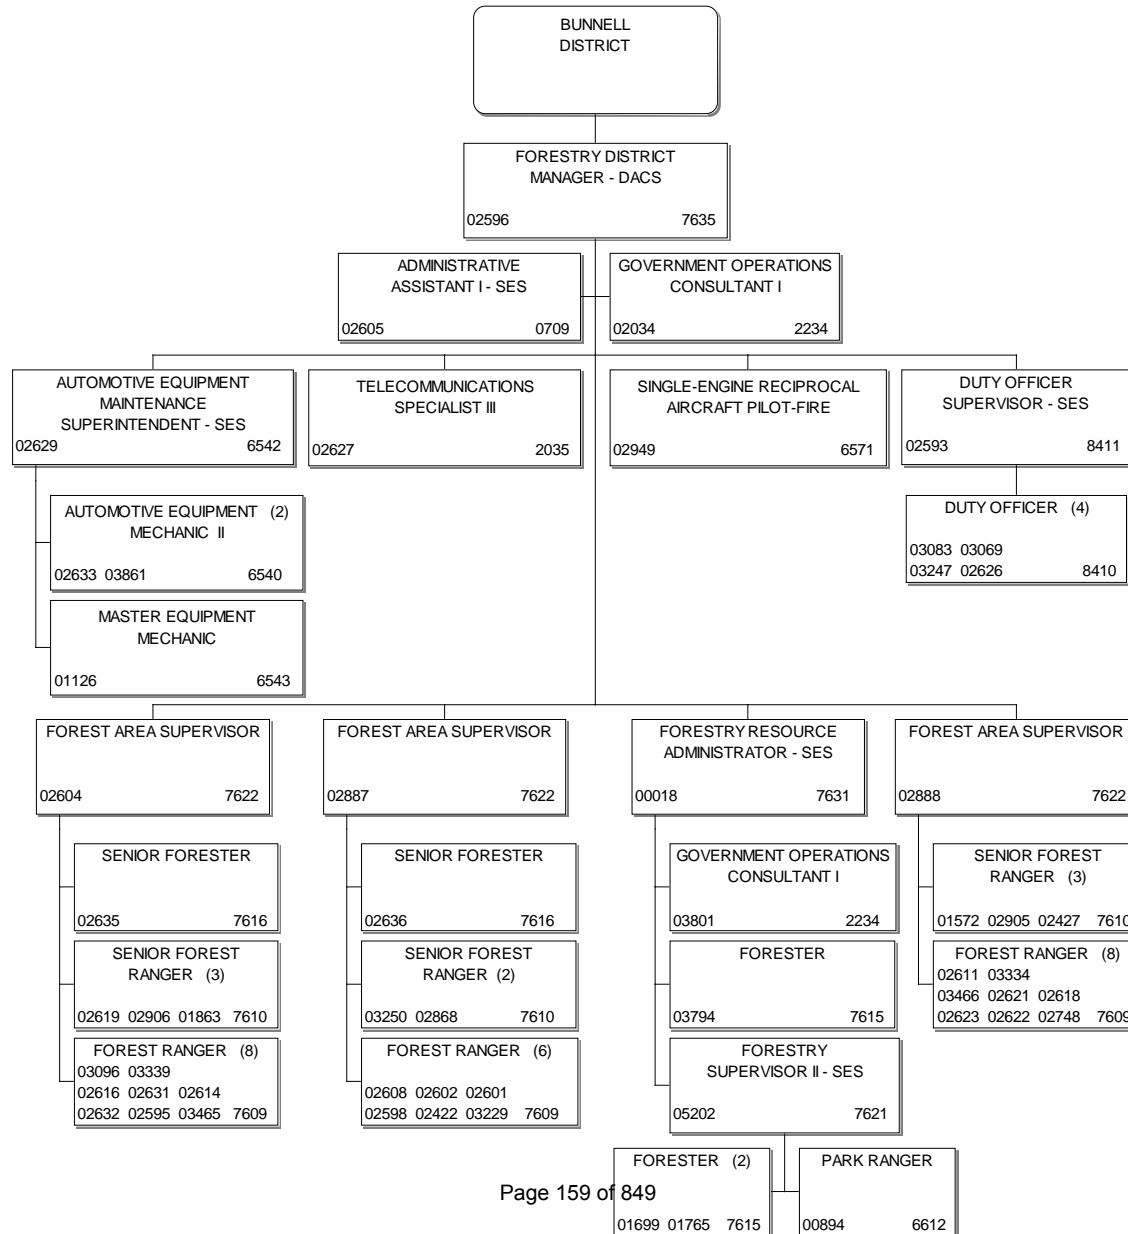 BUNNELL
DISTRICT
FORESTRY DISTRICT
MANAGER - DACS
02596 7635
ADMINISTRATIVE
ASSISTANT I - SES
02605 0709
GOVERNMENT OPERATIONS
CONSULTANT I
02034 2234
AUTOMOTIVE EQUIPMENT
MAINTENANCE
SUPERINTENDENT - SES
02629 6542
TELECOMMUNICATIONS
SPECIALIST III
02627 2035
SINGLE-ENGINE RECIPROCAL
AIRCRAFT PILOT-FIRE
02949 6571
DUTY OFFICER
SUPERVISOR - SES
02593 8411
AUTOMOTIVE EQUIPMENT (2)
MECHANIC II
02633 03861 6540
DUTY OFFICER (4)
03083 03069
03247 02626 8410
MASTER EQUIPMENT
MECHANIC
01126 6543
FOREST AREA SUPERVISOR
02604 7622
FOREST AREA SUPERVISOR
02887 7622
FORESTRY RESOURCE
ADMINISTRATOR - SES
00018 7631
FOREST AREA SUPERVISOR
02888 7622
SENIOR FORESTER
02635 7616
SENIOR FORESTER
02636 7616
GOVERNMENT OPERATIONS
CONSULTANT I
03801 2234
SENIOR FOREST
RANGER (3)
01572 02905 02427 7610
SENIOR FOREST
RANGER (3)
02619 02906 01863 7610
SENIOR FOREST
RANGER (2)
03250 02868 7610
FORESTER
03794 7615
FOREST RANGER (8)
02611 03334
03466 02621 02618
02623 02622 02748 7609
FOREST RANGER (8)
03096 03339
02616 02631 02614
02632 02595 03465 7609
FOREST RANGER (6)
02608 02602 02601
02598 02422 03229 7609
FORESTRY
SUPERVISOR II - SES
05202 7621
FORESTER (2)
01699 01765 7615
PARK RANGER
00894 6612
Page 159 of 849